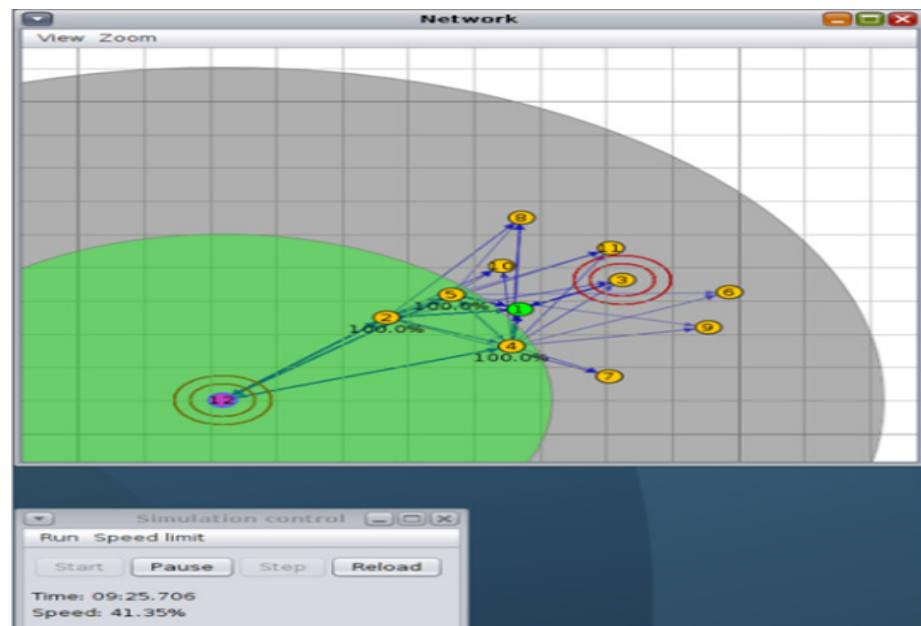 Network
View Zoom
8
11
10
3
5
6
100.0%
1
2
100.0%
9
4
100.0%
7
12
Simulation control
Run Speed limit
Start Pause Step Reload
Time: 09:25.706
Speed: 41.35%